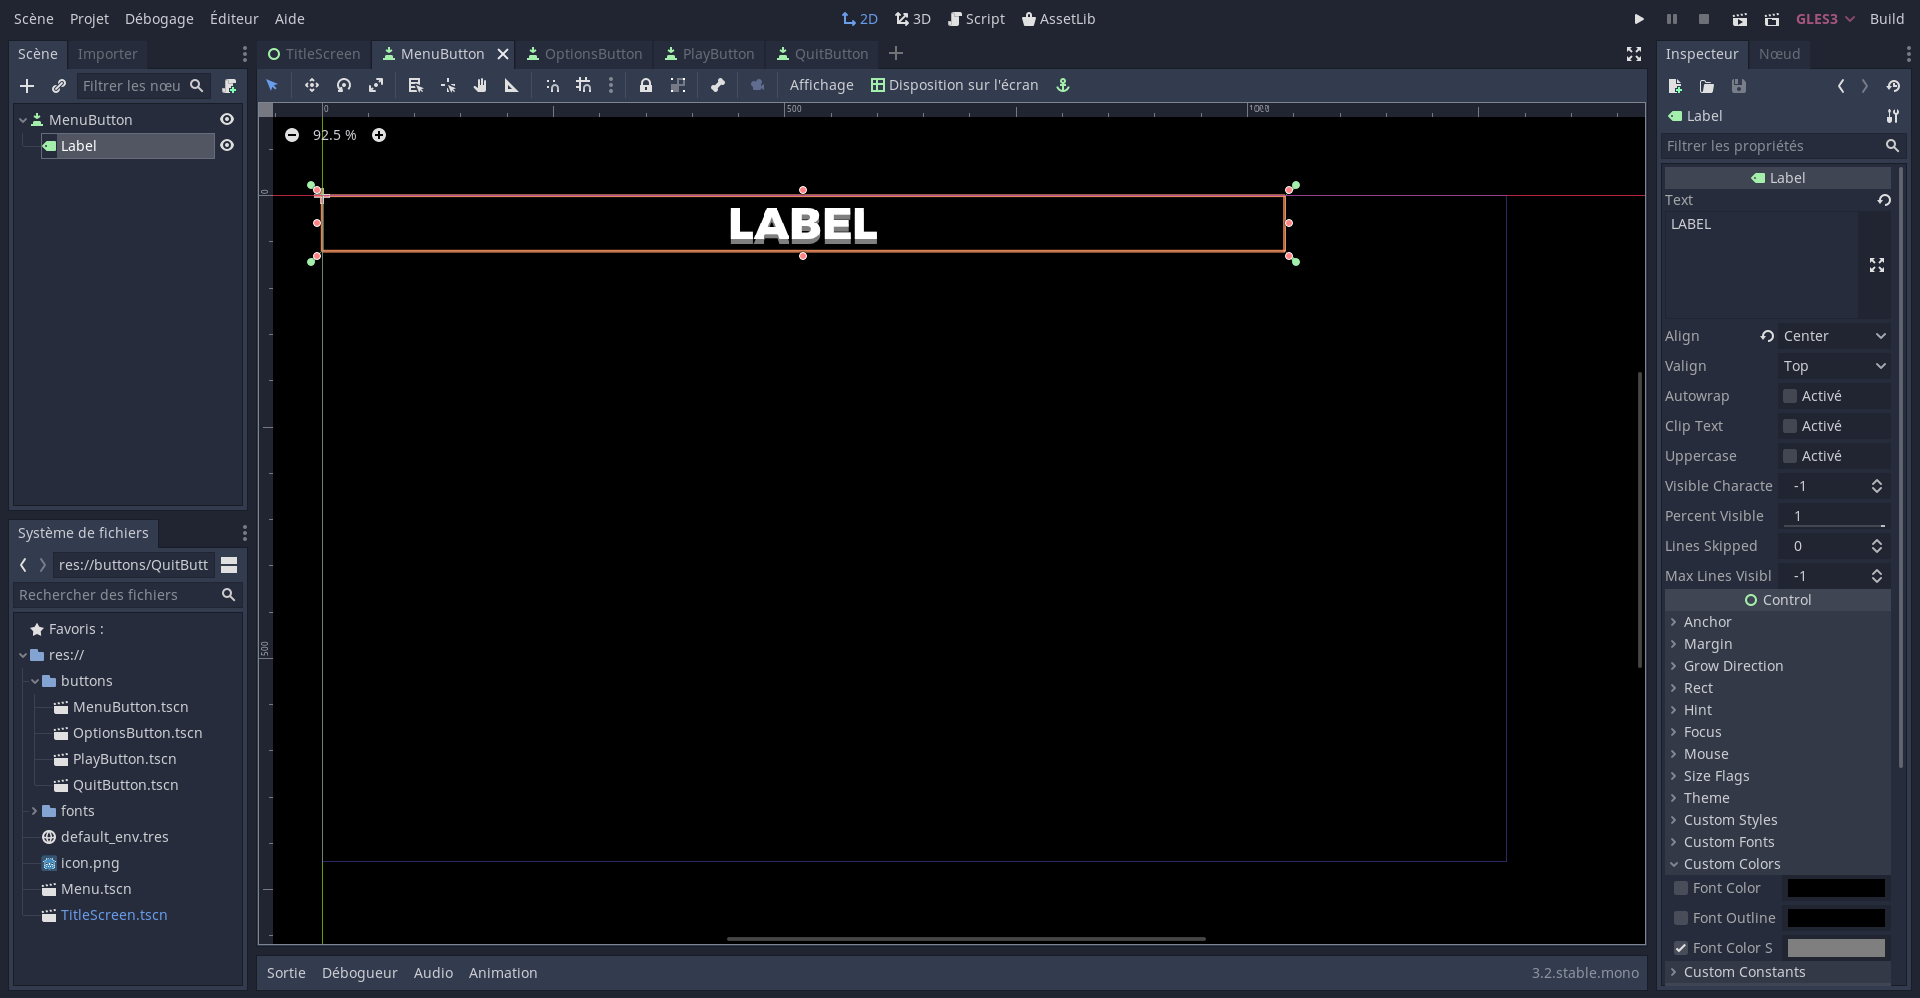 Scène Projet Débogage Éditeur Aide 2D 3D Script AssetLib GLES3 Build
Scène Importer
TitleScreen MenuButton OptionsButton PlayButton QuitButton
Inspecteur Nœud
Filtrer les nœu
Affichage Disposition sur l'écran
MenuButton
Label
0 500 1000
92.5 %
0
LABEL
500
Label
Filtrer les propriétés
Label
Text
LABEL
Align Center
Valign Top
Autowrap Activé
Clip Text Activé
Uppercase Activé
Visible Characte -1
Percent Visible 1
Lines Skipped 0
Max Lines Visibl -1
Control
Anchor
Margin
Grow Direction
Rect
Hint
Focus
Mouse
Size Flags
Theme
Custom Styles
Custom Fonts
Custom Colors
Font Color
Font Outline
Font Color S
Custom Constants
Système de fichiers
res://buttons/QuitButt
Rechercher des fichiers
Favoris :
res://
buttons
MenuButton.tscn
OptionsButton.tscn
PlayButton.tscn
QuitButton.tscn
fonts
default_env.tres
icon.png
Menu.tscn
TitleScreen.tscn
Sortie Débogueur Audio Animation 3.2.stable.mono